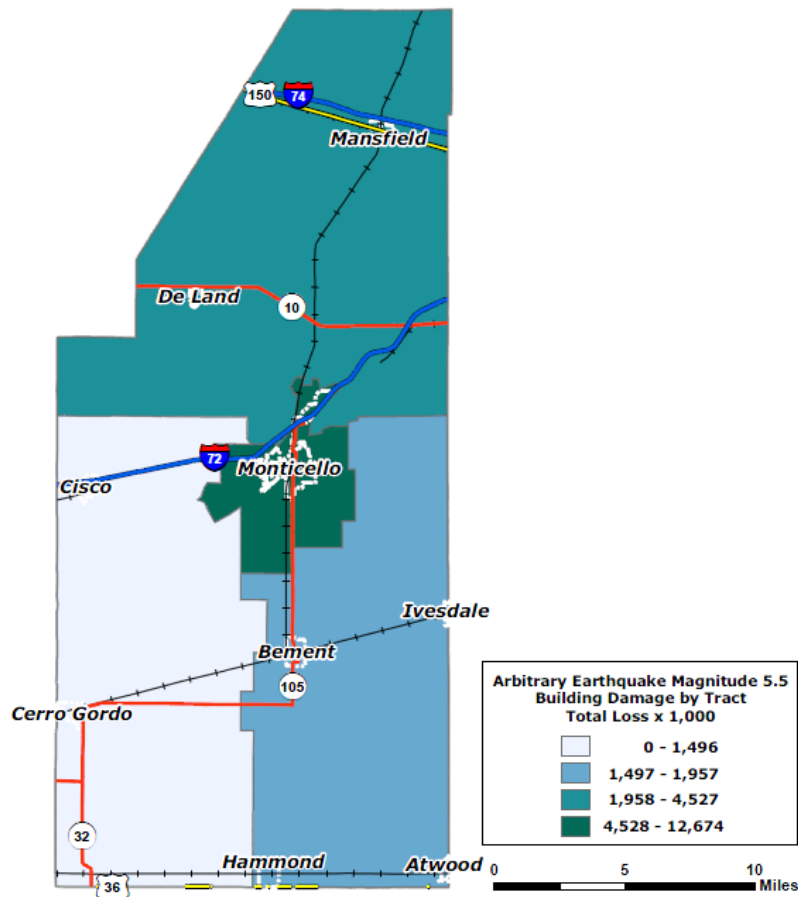 150
74
Mansfield
De Land
10
72
Monticello
Cisco
Ivesdale
Bement
105
Cerro Gordo
32
Hammond
Atwood
36
Arbitrary Earthquake Magnitude 5.5
Building Damage by Tract
Total Loss x 1,000
0 - 1,496
1,497 - 1,957
1,958 - 4,527
4,528 - 12,674
0 5 10
Miles